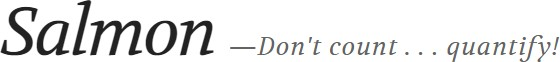 Salmon —Don't count . . . quantify!